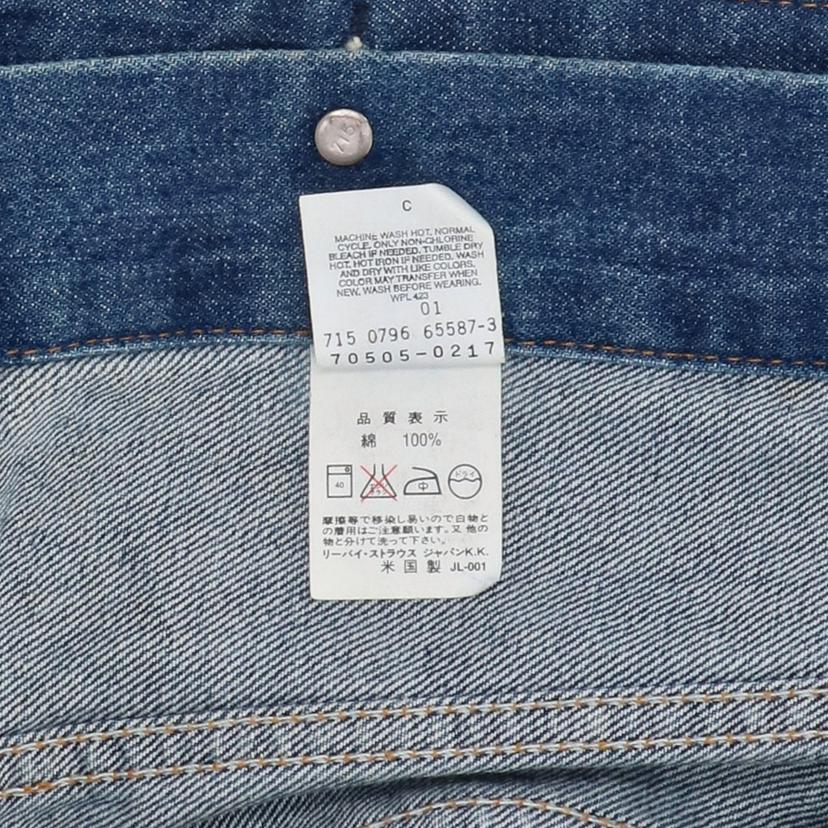 715
C
MACHINE WASH HOT, NORMAL
CYCLE. ONLY NON-CHLORINE
BLEACH IF NEEDED. TUMBLE DRY
HOT. HOT IRON IF NEEDED. WASH
AND DRY WITH LIKE COLORS.
COLOR MAY TRANSFER WHEN
NEW. WASH BEFORE WEARING.
WPL 423
01
715 0796 65587-3
70505-0217
品質表示
綿 100%
40 中 ドライ
摩擦等で移染し易いので白物と
の着用はご注意願います。又他の
物と分けて洗って下さい。
リーバイ・ストラウス ジャパンK.K.
米国製 JL-001